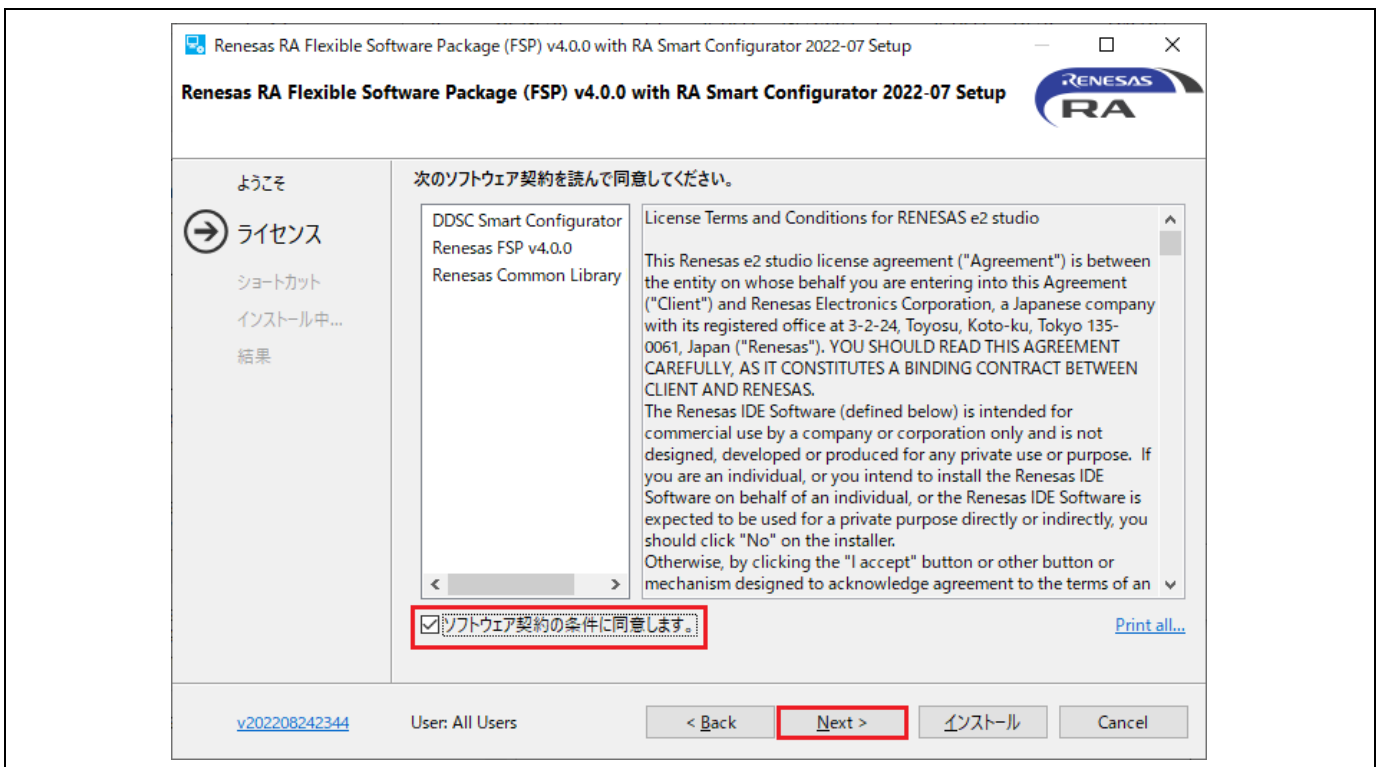 Renesas RA Flexible Software Package (FSP) v4.0.0 with RA Smart Configurator 2022-07 Setup
Renesas RA Flexible Software Package (FSP) v4.0.0 with RA Smart Configurator 2022-07 Setup
RENESAS
RA
ようこそ
ライセンス
ショートカット
インストール中...
結果
次のソフトウェア契約を読んで同意してください。
DDSC Smart Configurator
Renesas FSP v4.0.0
Renesas Common Library
License Terms and Conditions for RENESAS e2 studio
This Renesas e2 studio license agreement ("Agreement") is between
the entity on whose behalf you are entering into this Agreement
("Client") and Renesas Electronics Corporation, a Japanese company
with its registered office at 3-2-24, Toyosu, Koto-ku, Tokyo 135-
0061, Japan ("Renesas"). YOU SHOULD READ THIS AGREEMENT
CAREFULLY, AS IT CONSTITUTES A BINDING CONTRACT BETWEEN
CLIENT AND RENESAS.
The Renesas IDE Software (defined below) is intended for
commercial use by a company or corporation only and is not
designed, developed or produced for any private use or purpose.  If
you are an individual, or you intend to install the Renesas IDE
Software on behalf of an individual, or the Renesas IDE Software is
expected to be used for a private purpose directly or indirectly, you
should click "No" on the installer.
Otherwise, by clicking the "I accept" button or other button or
mechanism designed to acknowledge agreement to the terms of an
ソフトウェア契約の条件に同意します。
Print all...
v202208242344
User: All Users
< Back
Next >
インストール
Cancel